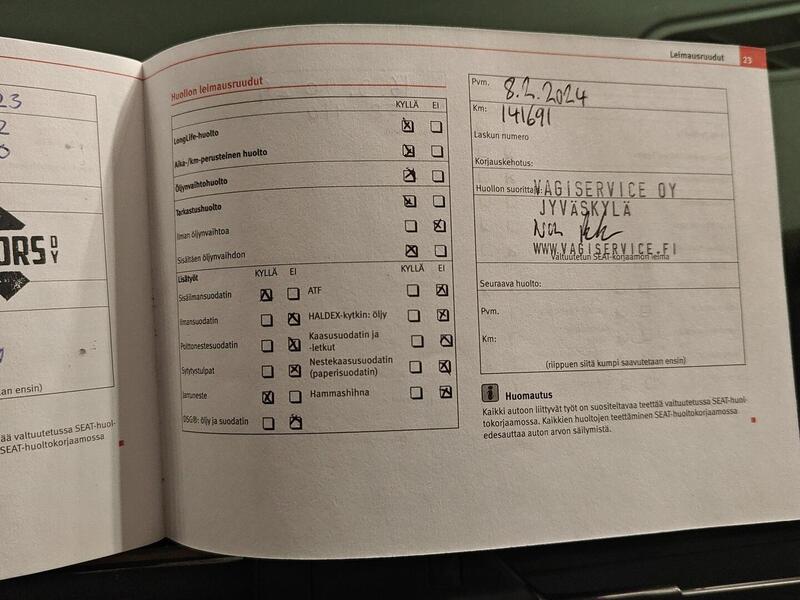 23
2
0
ORS
OY
an ensin)
ää valtuutetussa SEAT-huol-
SEAT-huoltokorjaamossa
Leimausruudut 23
Huollon leimausruudut
KYLLÄ EI
LongLife-huolto
Aika-/km-perusteinen huolto
Öljynvaihtohuolto
Tarkastushuolto
Ilman öljynvaihtoa
Sisältäen öljynvaihdon
Lisätyöt KYLLÄ EI KYLLÄ EI
Sisäilmansuodatin ATF
Ilmansuodatin HALDEX-kytkin: öljy
Polttonestesuodatin Kaasusuodatin ja
-letkut
Sytytystulpat Nestekaasusuodatin
(paperisuodatin)
Jarruneste Hammashihna
DSG®: öljy ja suodatin
Pvm. 8.2.2024
Km: 141691
Laskun numero
Korjauskehotus:
Huollon suorittaja: VAGISERVICE OY
JYVÄSKYLÄ
WWW.VAGISERVICE.FI
Valtuutetun SEAT-korjaamon leima
Seuraava huolto:
Pvm.
Km:
(riippuen siitä kumpi saavutetaan ensin)
i Huomautus
Kaikki autoon liittyvät työt on suositeltavaa teettää valtuutetussa SEAT-huol-
tokorjaamossa. Kaikkien huoltojen teettäminen SEAT-huoltokorjaamossa
edesauttaa auton arvon säilymistä.